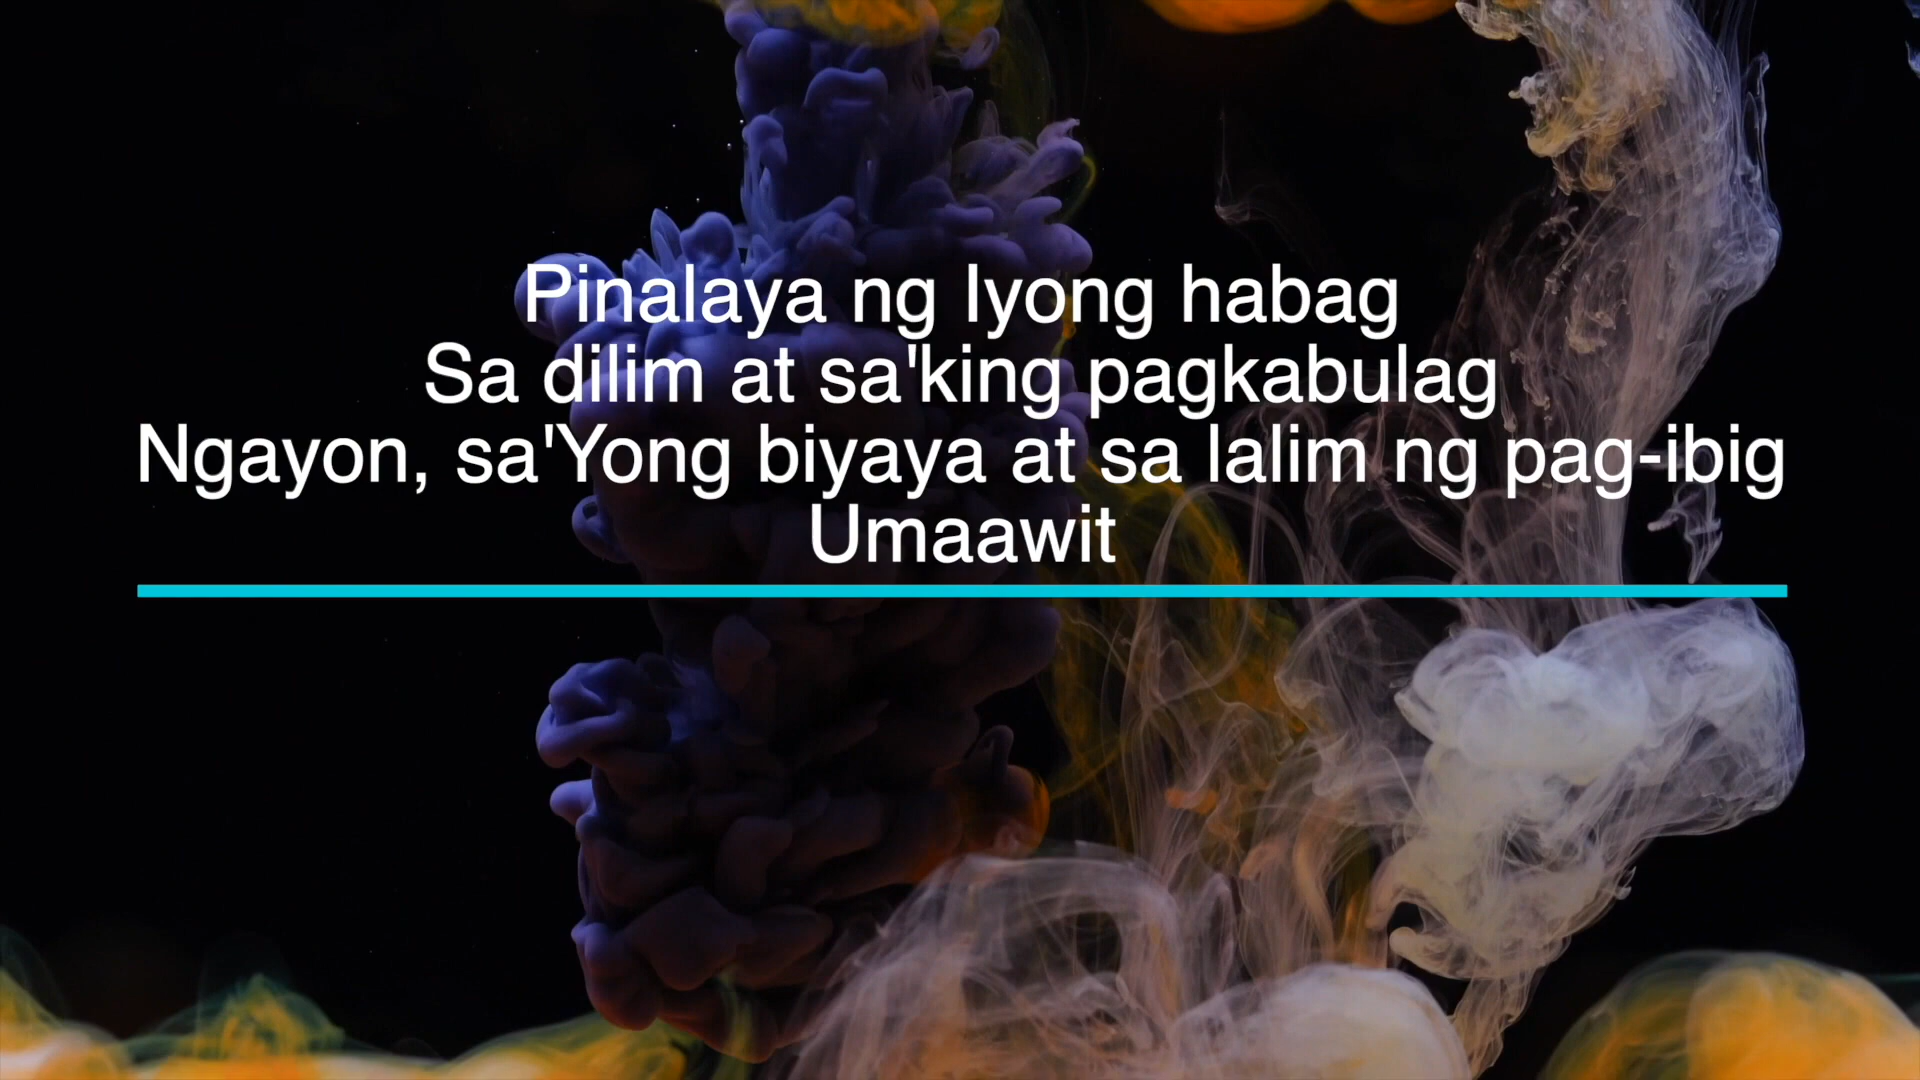 Pinalaya ng Iyong habag
Sa dilim at sa'king pagkabulag
Ngayon, sa'Yong biyaya at sa lalim ng pag-ibig
Umaawit